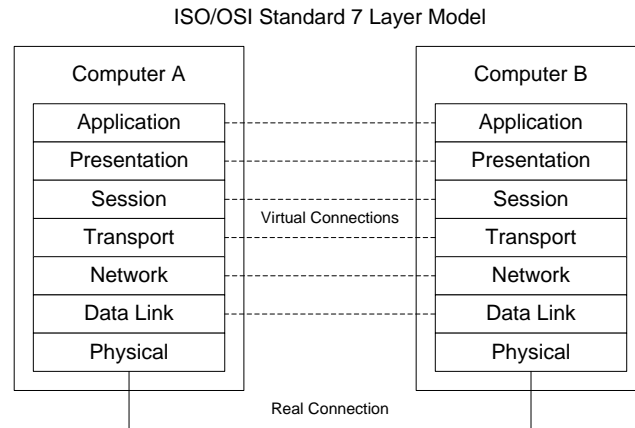 ISO/OSI Standard 7 Layer Model
Computer A
Computer B
Application
Application
Presentation
Presentation
Session
Session
Virtual Connections
Transport
Transport
Network
Network
Data Link
Data Link
Physical
Physical
Real Connection